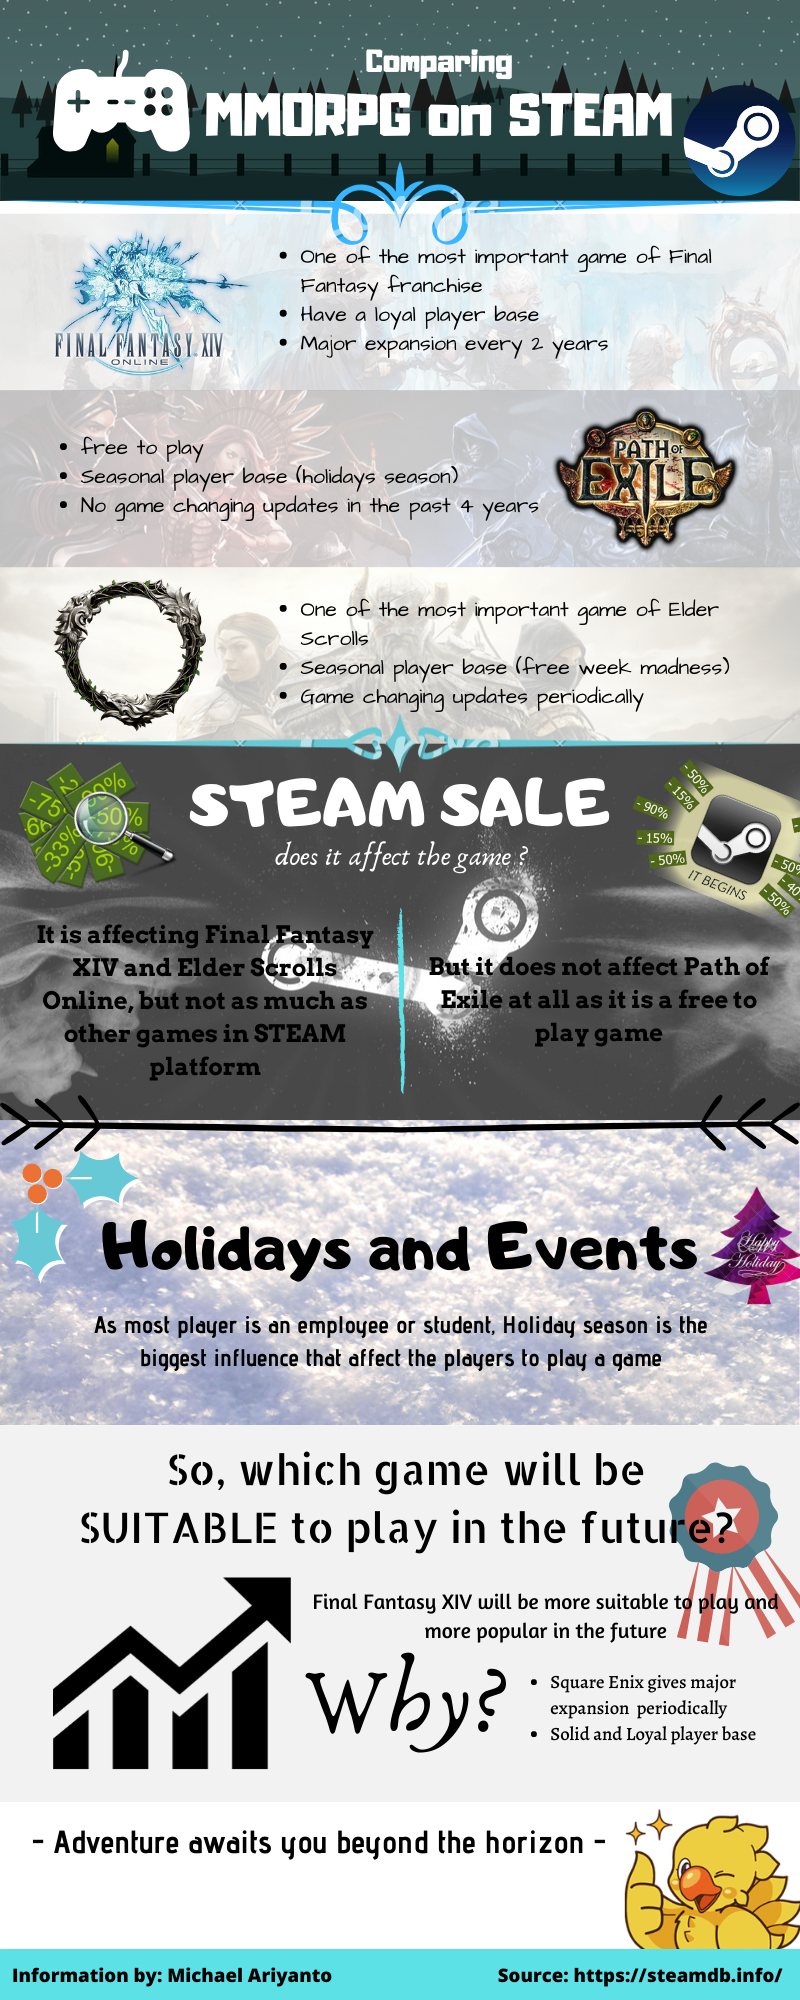 Comparing
MMORPG on STEAM
One of the most important game of Final
Fantasy franchise
Have a loyal player base
Major expansion every 2 years
FINAL FANTASY XIV
ONLINE
free to play
Seasonal player base (holidays season)
No game changing updates in the past 4 years
PATH OF
EXILE
One of the most important game of Elder
Scrolls
Seasonal player base (free week madness)
Game changing updates periodically
STEAM SALE
does it affect the game ?
-75
50%
-33%
-50%
-15%
-90%
-15%
-50%
IT BEGINS
-50%
It is affecting Final Fantasy
XIV and Elder Scrolls
Online, but not as much as
other games in STEAM
platform
But it does not affect Path of
Exile at all as it is a free to
play game
Holidays and Events
Happy
Holiday
As most player is an employee or student, Holiday season is the
biggest influence that affect the players to play a game
So, which game will be
SUITABLE to play in the future?
Final Fantasy XIV will be more suitable to play and
more popular in the future
Why?
Square Enix gives major
expansion periodically
Solid and Loyal player base
- Adventure awaits you beyond the horizon -
Information by: Michael Ariyanto
Source: https://steamdb.info/